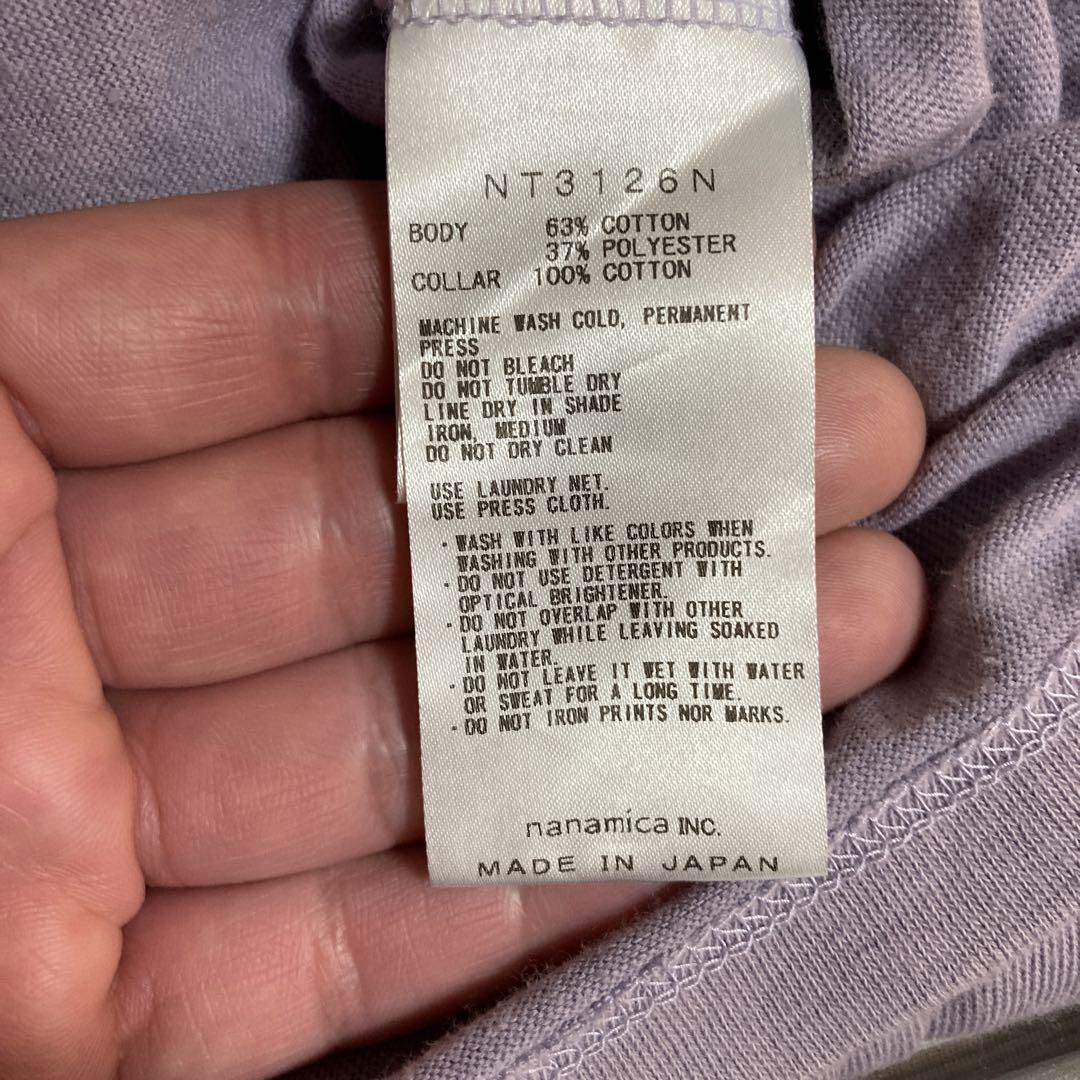 NT3126N
BODY 63% COTTON
37% POLYESTER
COLLAR 100% COTTON
MACHINE WASH COLD, PERMANENT
PRESS
DO NOT BLEACH
DO NOT TUMBLE DRY
LINE DRY IN SHADE
IRON, MEDIUM
DO NOT DRY CLEAN
USE LAUNDRY NET.
USE PRESS CLOTH.
・WASH WITH LIKE COLORS WHEN
WASHING WITH OTHER PRODUCTS.
・DO NOT USE DETERGENT WITH
OPTICAL BRIGHTENER.
・DO NOT OVERLAP WITH OTHER
LAUNDRY WHILE LEAVING SOAKED
IN WATER.
・DO NOT LEAVE IT WET WITH WATER
OR SWEAT FOR A LONG TIME.
・DO NOT IRON PRINTS NOR MARKS.
nanamica INC.
MADE IN JAPAN